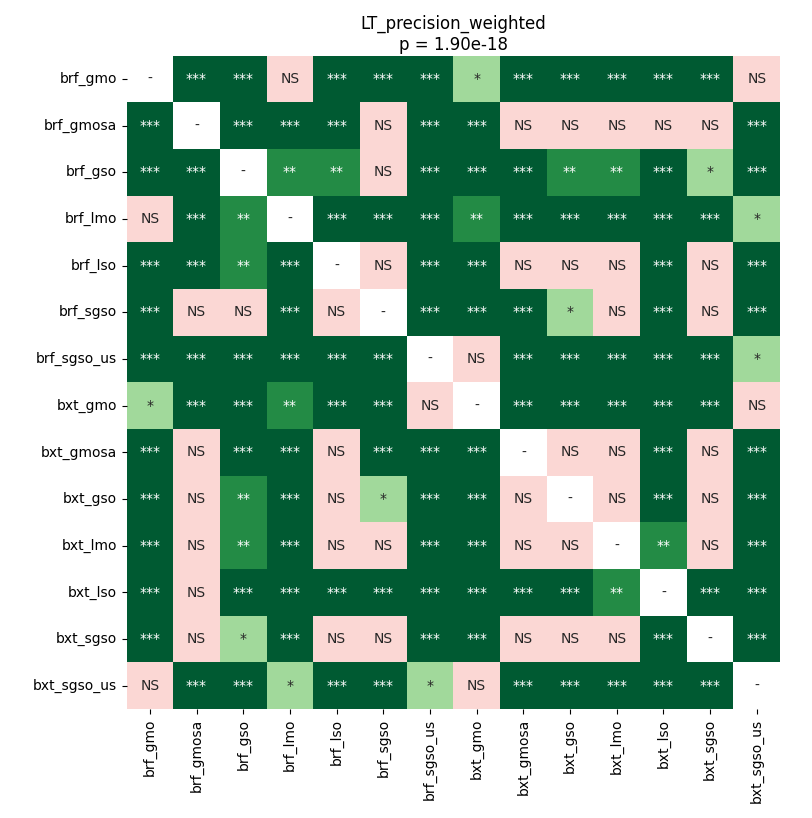 LT_precision_weighted
p = 1.90e-18
brf_gmo - *** *** NS *** *** *** * *** *** *** *** *** NS
brf_gmosa *** - *** *** *** NS *** *** NS NS NS NS NS ***
brf_gso *** *** - ** ** NS *** *** *** ** ** *** * ***
brf_lmo NS *** ** - *** *** *** ** *** *** *** *** *** *
brf_lso *** *** ** *** - NS *** *** NS NS NS *** NS ***
brf_sgso *** NS NS *** NS - *** *** *** * NS *** NS ***
brf_sgso_us *** *** *** *** *** *** - NS *** *** *** *** *** *
bxt_gmo * *** *** ** *** *** NS - *** *** *** *** *** NS
bxt_gmosa *** NS *** *** NS *** *** *** - NS NS *** NS ***
bxt_gso *** NS ** *** NS * *** *** NS - NS *** NS ***
bxt_lmo *** NS ** *** NS NS *** *** NS NS - ** NS ***
bxt_lso *** NS *** *** *** *** *** *** *** *** ** - *** ***
bxt_sgso *** NS * *** NS NS *** *** NS NS NS *** - ***
bxt_sgso_us NS *** *** * *** *** * NS *** *** *** *** *** -
brf_gmo brf_gmosa brf_gso brf_lmo brf_lso brf_sgso brf_sgso_us bxt_gmo bxt_gmosa bxt_gso bxt_lmo bxt_lso bxt_sgso bxt_sgso_us